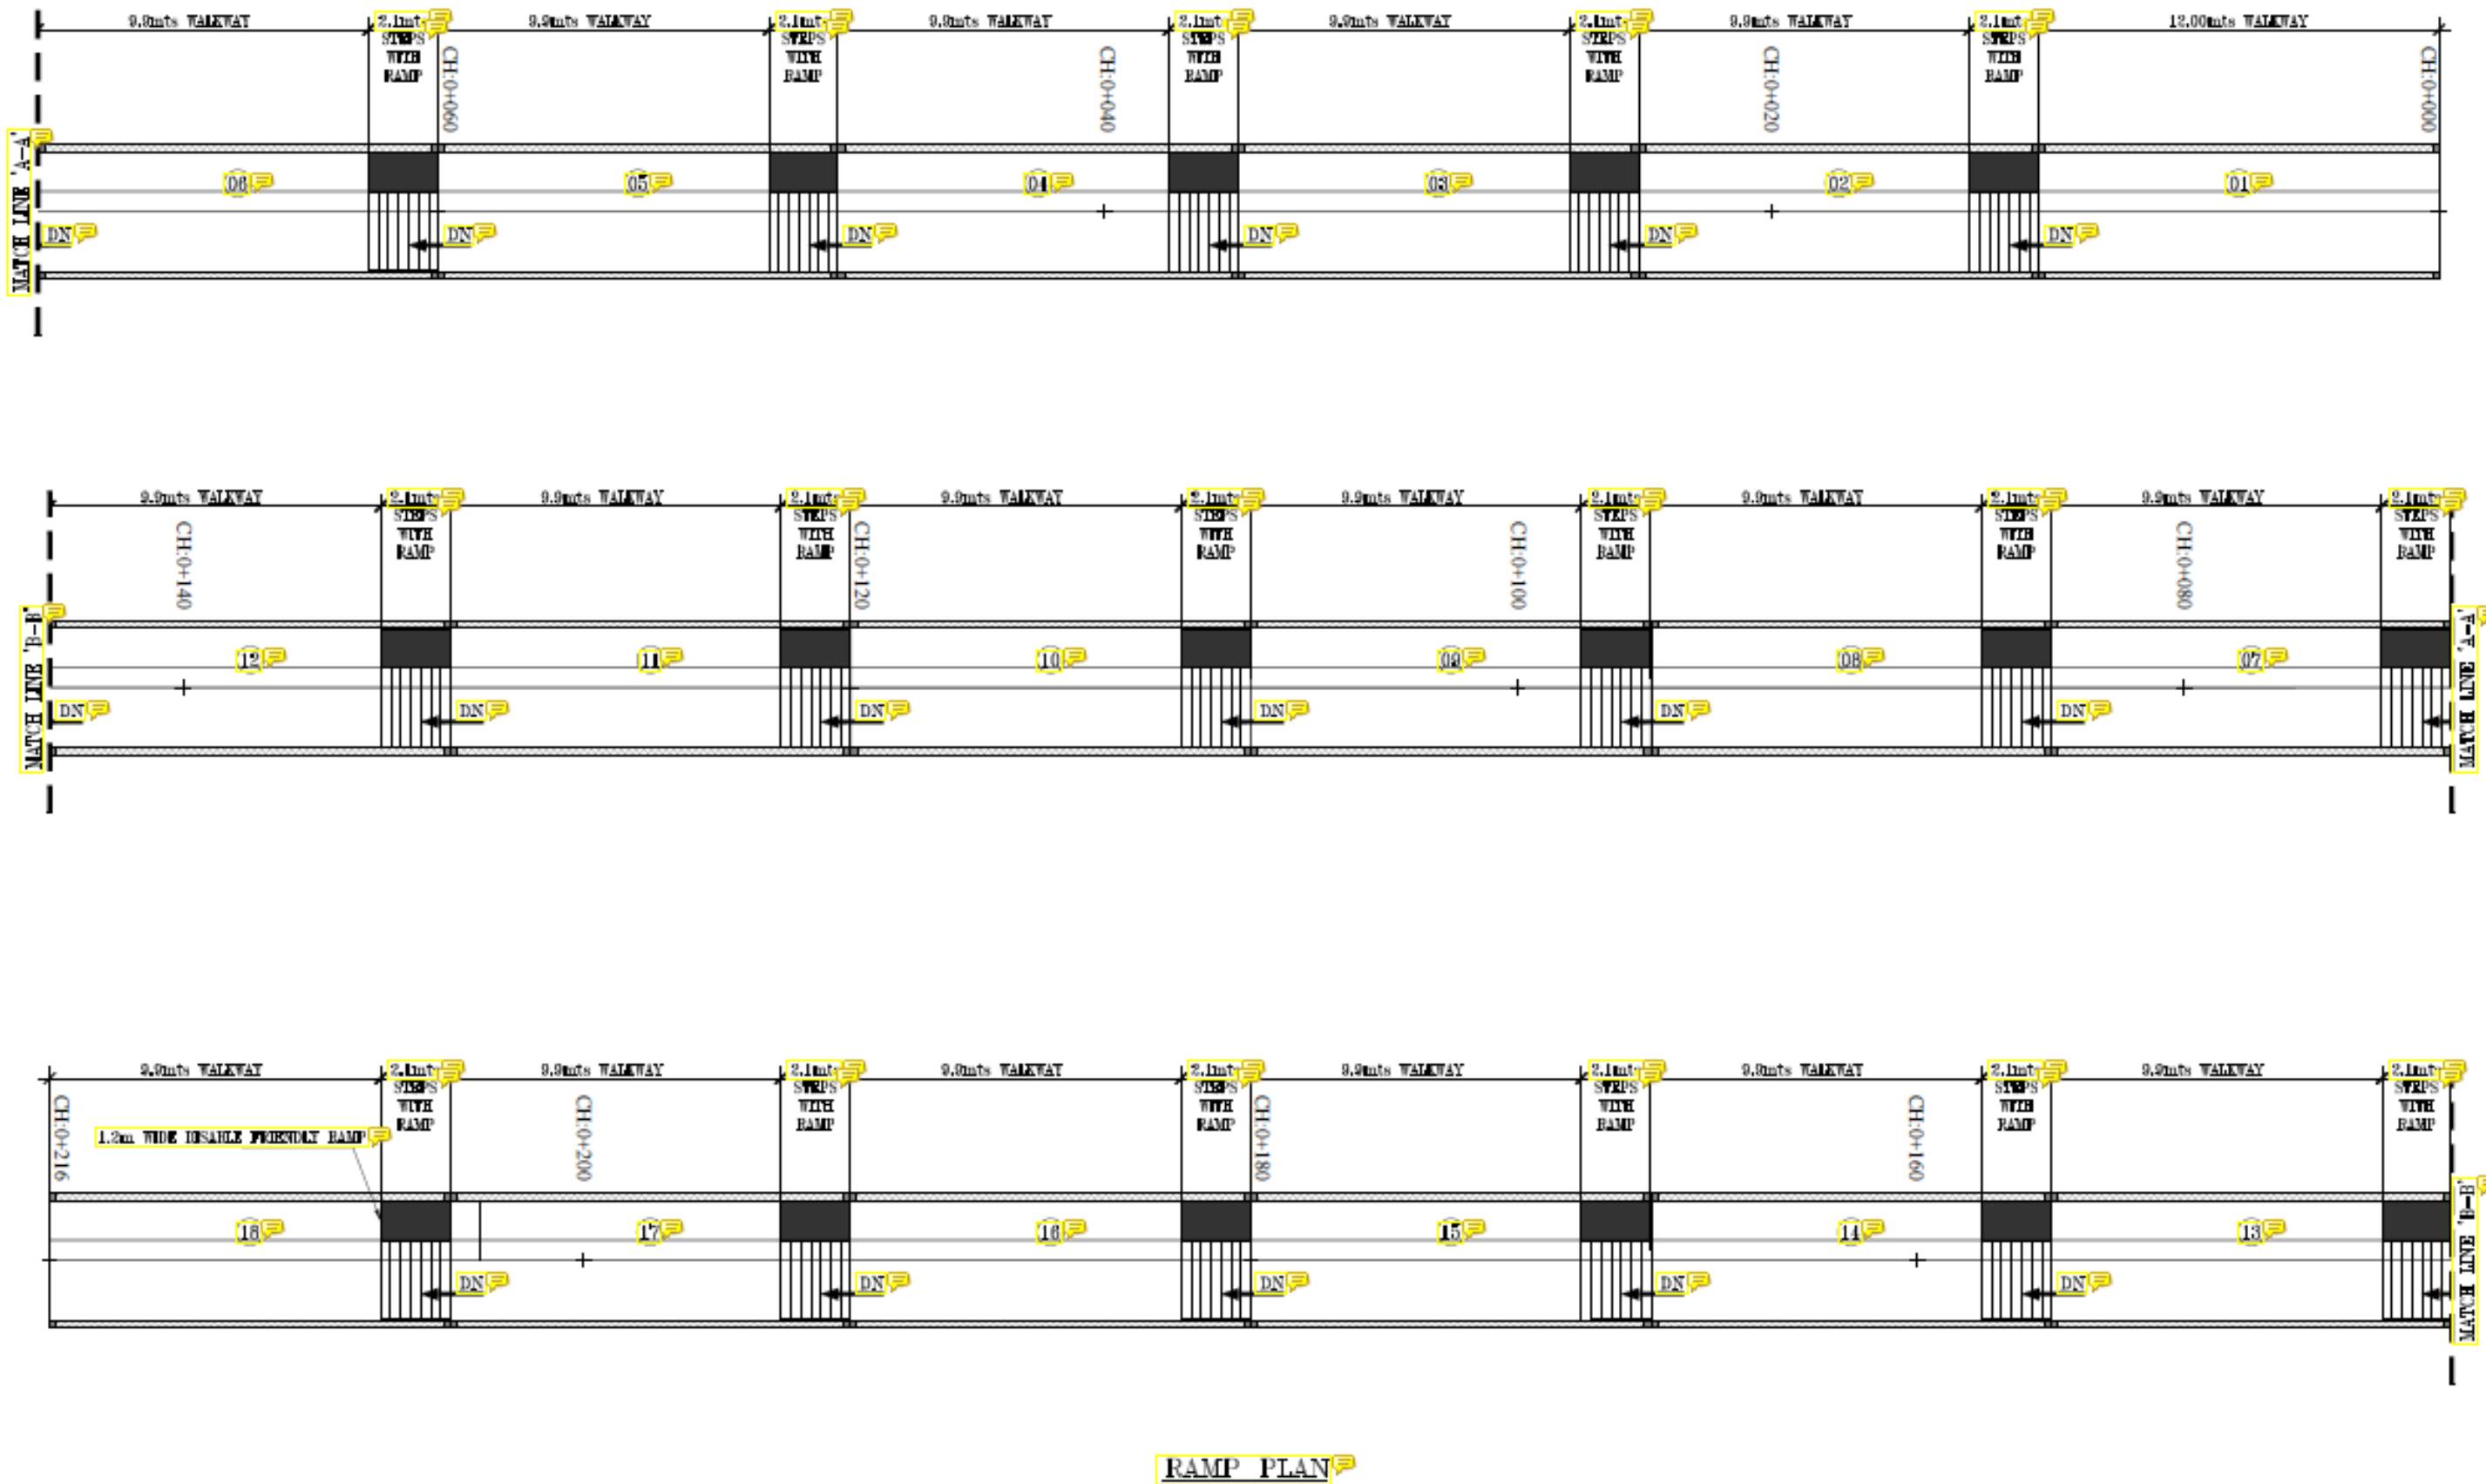 9.9mts WALKWAY
2.1mts
STEPS
WITH
RAMP
9.9mts WALKWAY
2.1mts
STEPS
WITH
RAMP
9.9mts WALKWAY
2.1mts
STEPS
WITH
RAMP
9.9mts WALKWAY
2.1mts
STEPS
WITH
RAMP
9.9mts WALKWAY
2.1mts
STEPS
WITH
RAMP
12.00mts WALKWAY
CH:0+060
CH:0+040
CH:0+020
CH:0+000
MATCH LINE 'A-A'
06
05
04
03
02
01
DN
DN
DN
DN
DN
DN
9.9mts WALKWAY
2.1mts
STEPS
WITH
RAMP
9.9mts WALKWAY
2.1mts
STEPS
WITH
RAMP
9.9mts WALKWAY
2.1mts
STEPS
WITH
RAMP
9.9mts WALKWAY
2.1mts
STEPS
WITH
RAMP
9.9mts WALKWAY
2.1mts
STEPS
WITH
RAMP
9.9mts WALKWAY
2.1mts
STEPS
WITH
RAMP
CH:0+140
CH:0+120
CH:0+100
CH:0+080
MATCH LINE 'B-B'
12
11
10
09
08
07
MATCH LINE 'A-A'
DN
DN
DN
DN
DN
DN
9.9mts WALKWAY
2.1mts
STEPS
WITH
RAMP
9.9mts WALKWAY
2.1mts
STEPS
WITH
RAMP
9.9mts WALKWAY
2.1mts
STEPS
WITH
RAMP
9.9mts WALKWAY
2.1mts
STEPS
WITH
RAMP
9.9mts WALKWAY
2.1mts
STEPS
WITH
RAMP
9.9mts WALKWAY
2.1mts
STEPS
WITH
RAMP
CH:0+216
1.2m WIDE DISABLE FRIENDLY RAMP
CH:0+200
CH:0+180
CH:0+160
18
17
16
15
14
13
MATCH LINE 'B-B'
DN
DN
DN
DN
DN
RAMP PLAN